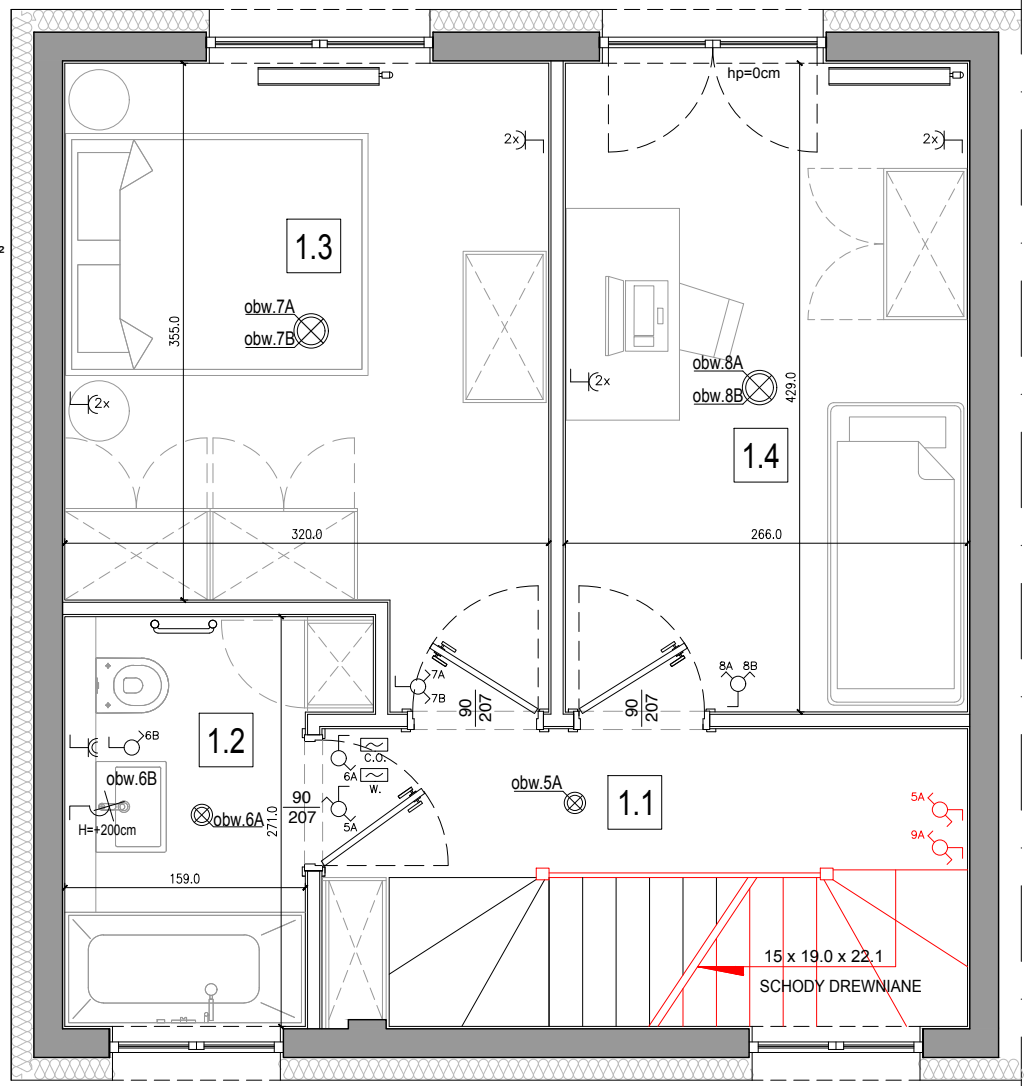 hp=0cm
2x
2x
2
1.3
obw.7A
obw.7B
355.0
2x
2x
obw.8A
obw.8B
429.0
1.4
320.0
266.0
7A
7B
90
207
90
207
8A 8B
6B
1.2
obw.6B
H=+200cm
obw.6A
271.0
159.0
90
207
6A
C.O.
W.
5A
obw.5A
1.1
5A
9A
15 x 19.0 x 22.1
SCHODY DREWNIANE